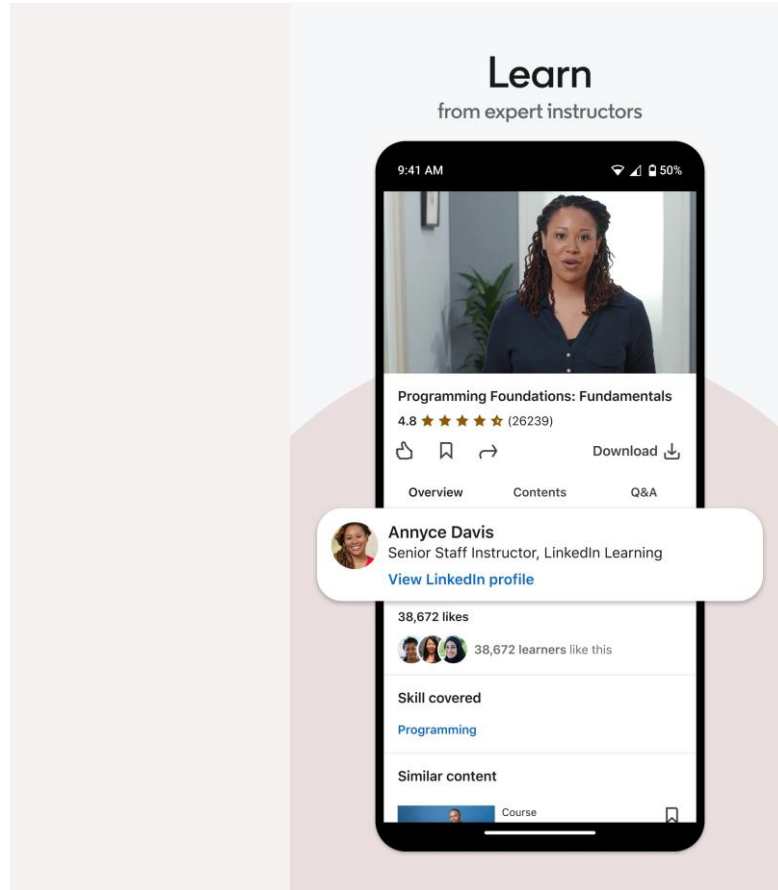 Learn
from expert instructors
9:41 AM 50%
Programming Foundations: Fundamentals
4.8 (26239)
Download
Overview Contents Q&A
Annyce Davis
Senior Staff Instructor, LinkedIn Learning
View LinkedIn profile
38,672 likes
38,672 learners like this
Skill covered
Programming
Similar content
Course